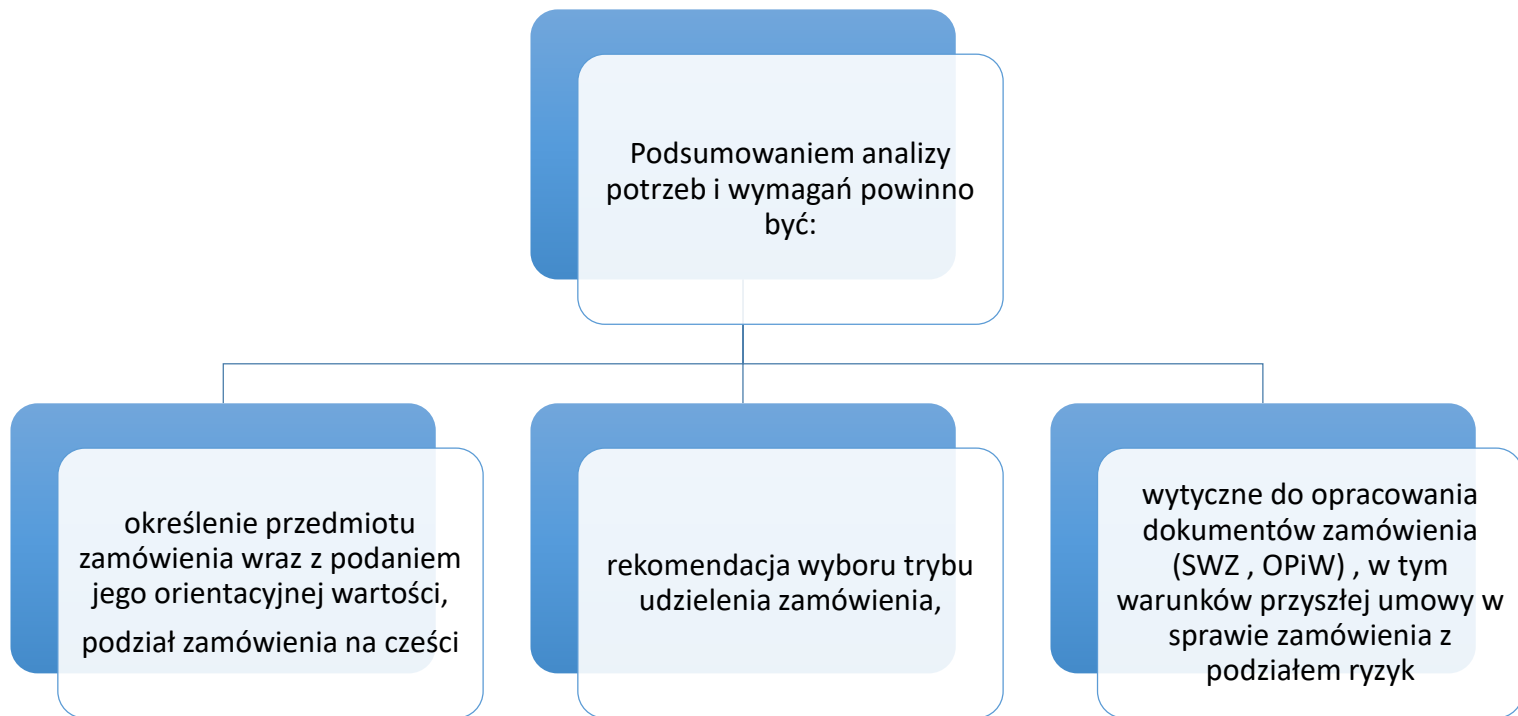 Podsumowaniem analizy
potrzeb i wymagań powinno
być:
określenie przedmiotu
zamówienia wraz z podaniem
jego orientacyjnej wartości,
podział zamówienia na cześci
rekomendacja wyboru trybu
udzielenia zamówienia,
wytyczne do opracowania
dokumentów zamówienia
(SWZ , OPiW) , w tym
warunków przyszłej umowy w
sprawie zamówienia z
podziałem ryzyk